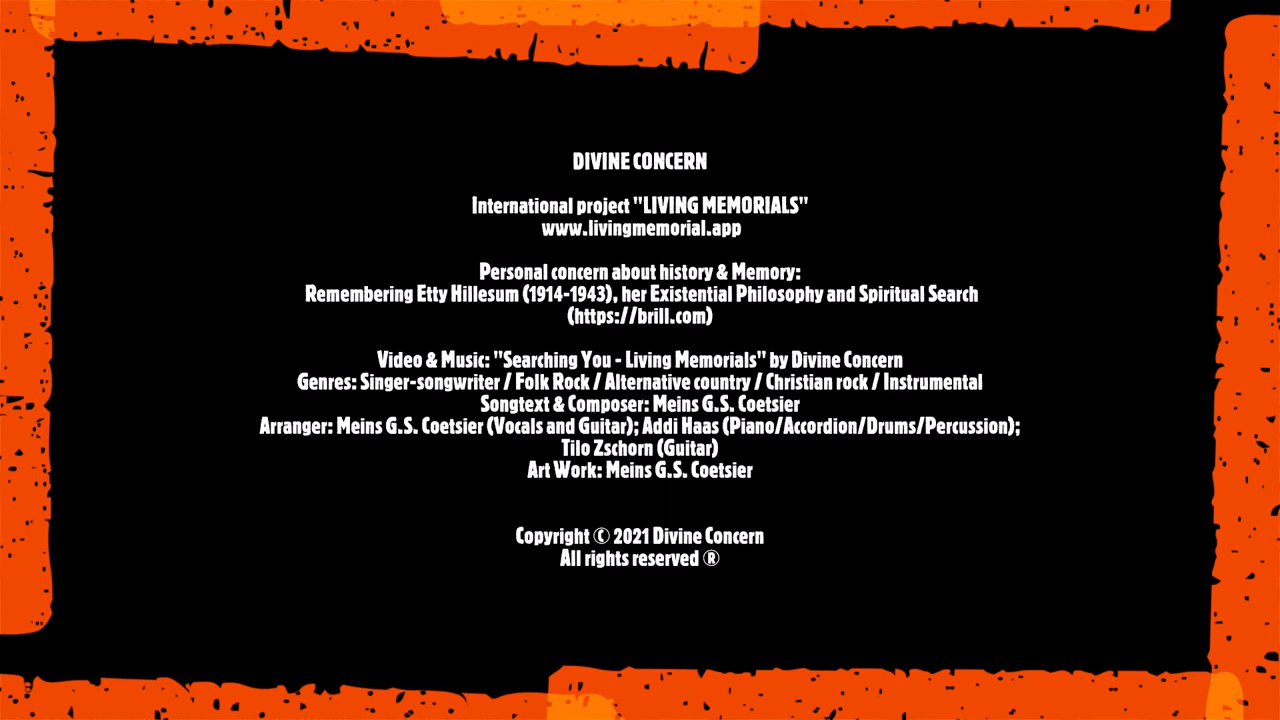 DIVINE CONCERN
International project "LIVING MEMORIALS"
www.livingmemorial.app
Personal concern about history & Memory:
Remembering Etty Hillesum (1914-1943), her Existential Philosophy and Spiritual Search
(https://brill.com)
Video & Music: "Searching You - Living Memorials" by Divine Concern
Genres: Singer-songwriter / Folk Rock / Alternative country / Christian rock / Instrumental
Songtext & Composer: Meins G.S. Coetsier
Arranger: Meins G.S. Coetsier (Vocals and Guitar); Addi Haas (Piano/Accordion/Drums/Percussion);
Tilo Zschorn (Guitar)
Art Work: Meins G.S. Coetsier
Copyright © 2021 Divine Concern
All rights reserved ®